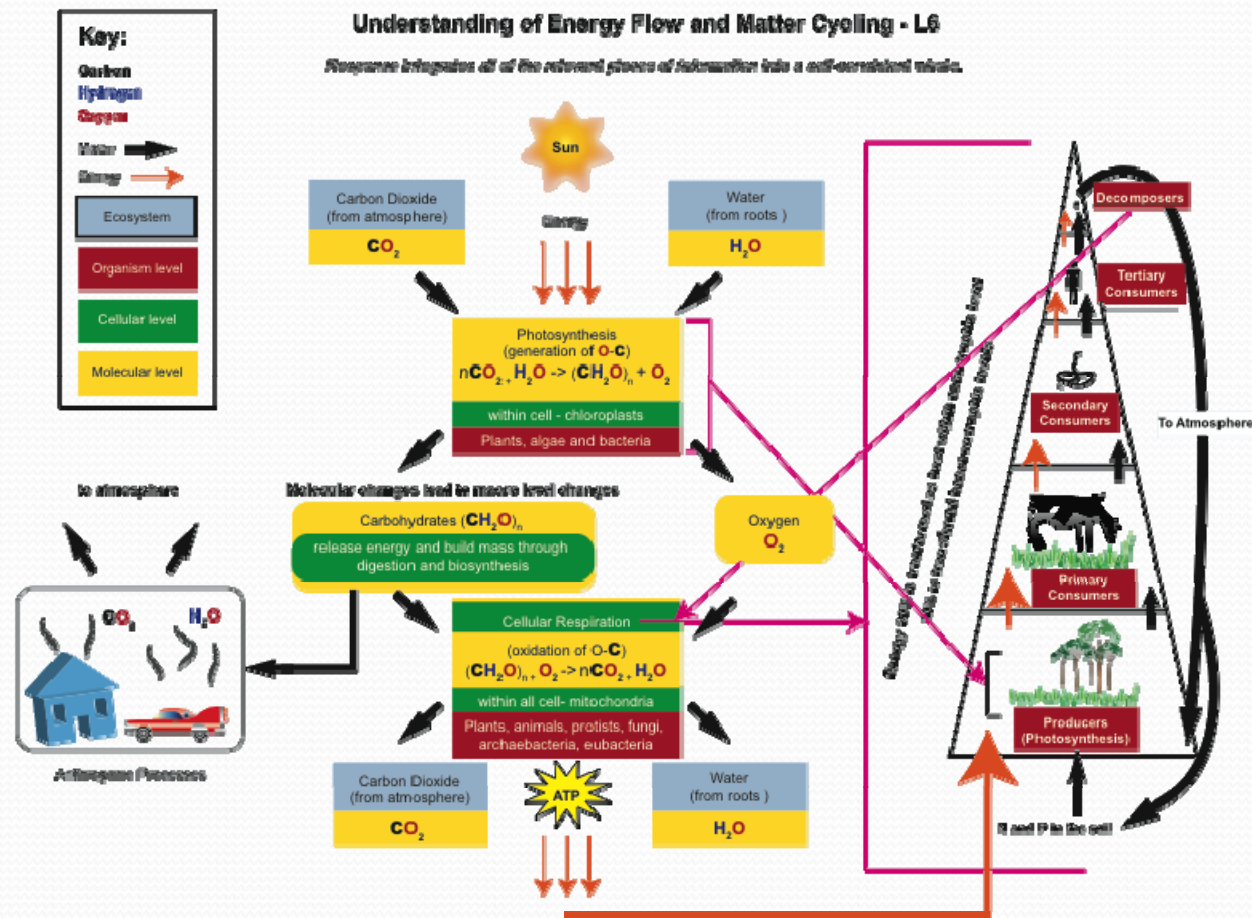 Understanding of Energy Flow and Matter Cycling - L6
Response integrates all of the relevant pieces of information into a self-consistent whole.
Key:
Carbon
Hydrogen
Oxygen
Matter
Energy
Ecosystem
Organism level
Cellular level
Molecular level
Sun
Energy
Carbon Dioxide
(from atmosphere)
CO2
Water
(from roots )
H2O
Photosynthesis
(generation of O-C)
nCO2 + H2O -> (CH2O)n + O2
within cell - chloroplasts
Plants, algae and bacteria
Molecular changes lead to macro level changes
Carbohydrates (CH2O)n
release energy and build mass through
digestion and biosynthesis
Oxygen
O2
Cellular Respiration
(oxidation of O-C)
(CH2O)n + O2 -> nCO2 + H2O
within all cell- mitochondria
Plants, animals, protists, fungi,
archaebacteria, eubacteria
Carbon Dioxide
(from atmosphere)
CO2
ATP
Water
(from roots )
H2O
to atmosphere
CO2
H2O
Processes
Decomposers
Tertiary
Consumers
Secondary
Consumers
Primary
Consumers
Producers
(Photosynthesis)
To Atmosphere
N and P in the soil